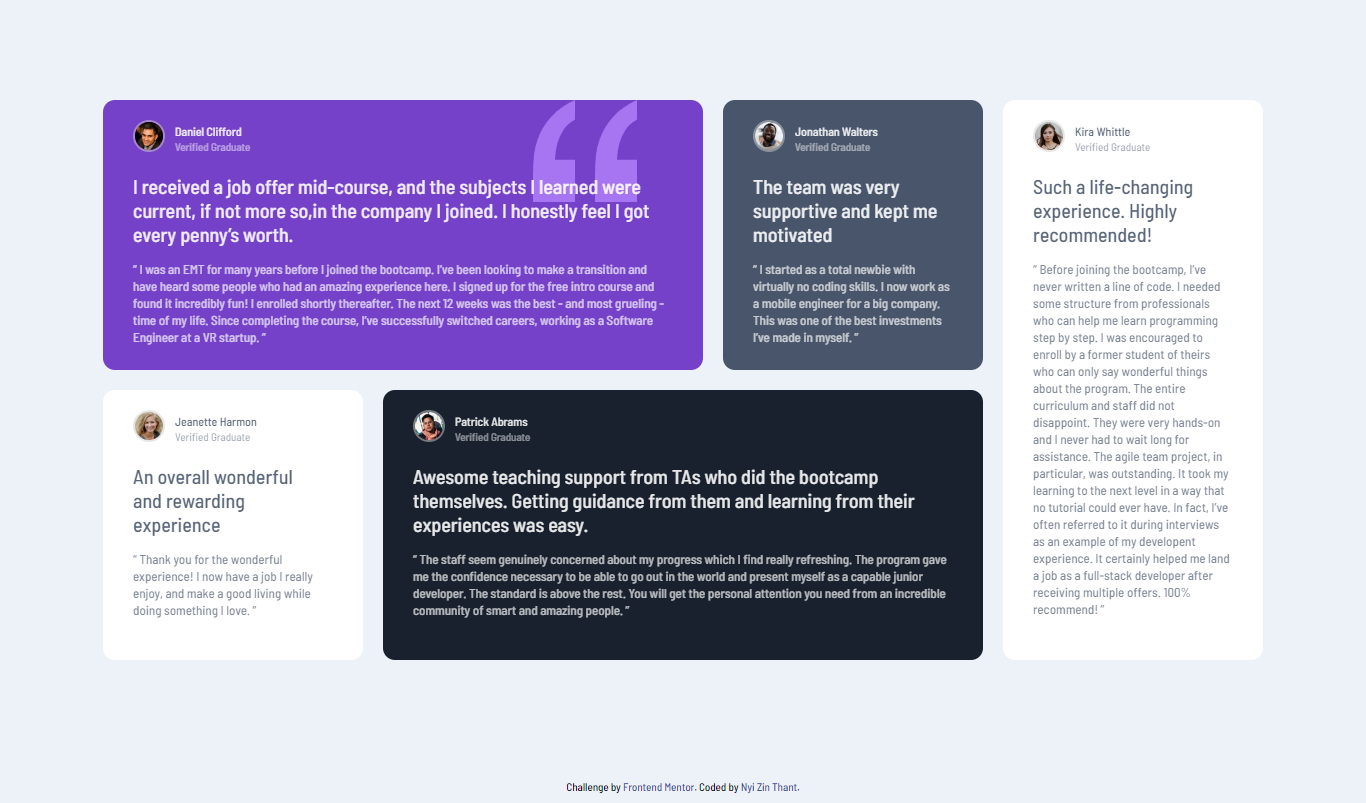 Daniel Clifford
Verified Graduate
I received a job offer mid-course, and the subjects I learned were
current, if not more so,in the company I joined. I honestly feel I got
every penny’s worth.
“ I was an EMT for many years before I joined the bootcamp. I’ve been looking to make a transition and
have heard some people who had an amazing experience here. I signed up for the free intro course and
found it incredibly fun! I enrolled shortly thereafter. The next 12 weeks was the best - and most grueling -
time of my life. Since completing the course, I’ve successfully switched careers, working as a Software
Engineer at a VR startup. ”
Jonathan Walters
Verified Graduate
The team was very
supportive and kept me
motivated
“ I started as a total newbie with
virtually no coding skills. I now work as
a mobile engineer for a big company.
This was one of the best investments
I’ve made in myself. ”
Kira Whittle
Verified Graduate
Such a life-changing
experience. Highly
recommended!
“ Before joining the bootcamp, I’ve
never written a line of code. I needed
some structure from professionals
who can help me learn programming
step by step. I was encouraged to
enroll by a former student of theirs
who can only say wonderful things
about the program. The entire
curriculum and staff did not
disappoint. They were very hands-on
and I never had to wait long for
assistance. The agile team project, in
particular, was outstanding. It took my
learning to the next level in a way that
no tutorial could ever have. In fact, I’ve
often referred to it during interviews
as an example of my developent
experience. It certainly helped me land
a job as a full-stack developer after
receiving multiple offers. 100%
recommend! ”
Jeanette Harmon
Verified Graduate
An overall wonderful
and rewarding
experience
“ Thank you for the wonderful
experience! I now have a job I really
enjoy, and make a good living while
doing something I love. ”
Patrick Abrams
Verified Graduate
Awesome teaching support from TAs who did the bootcamp
themselves. Getting guidance from them and learning from their
experiences was easy.
“ The staff seem genuinely concerned about my progress which I find really refreshing. The program gave
me the confidence necessary to be able to go out in the world and present myself as a capable junior
developer. The standard is above the rest. You will get the personal attention you need from an incredible
community of smart and amazing people. ”
Challenge by Frontend Mentor. Coded by Nyi Zin Thant.